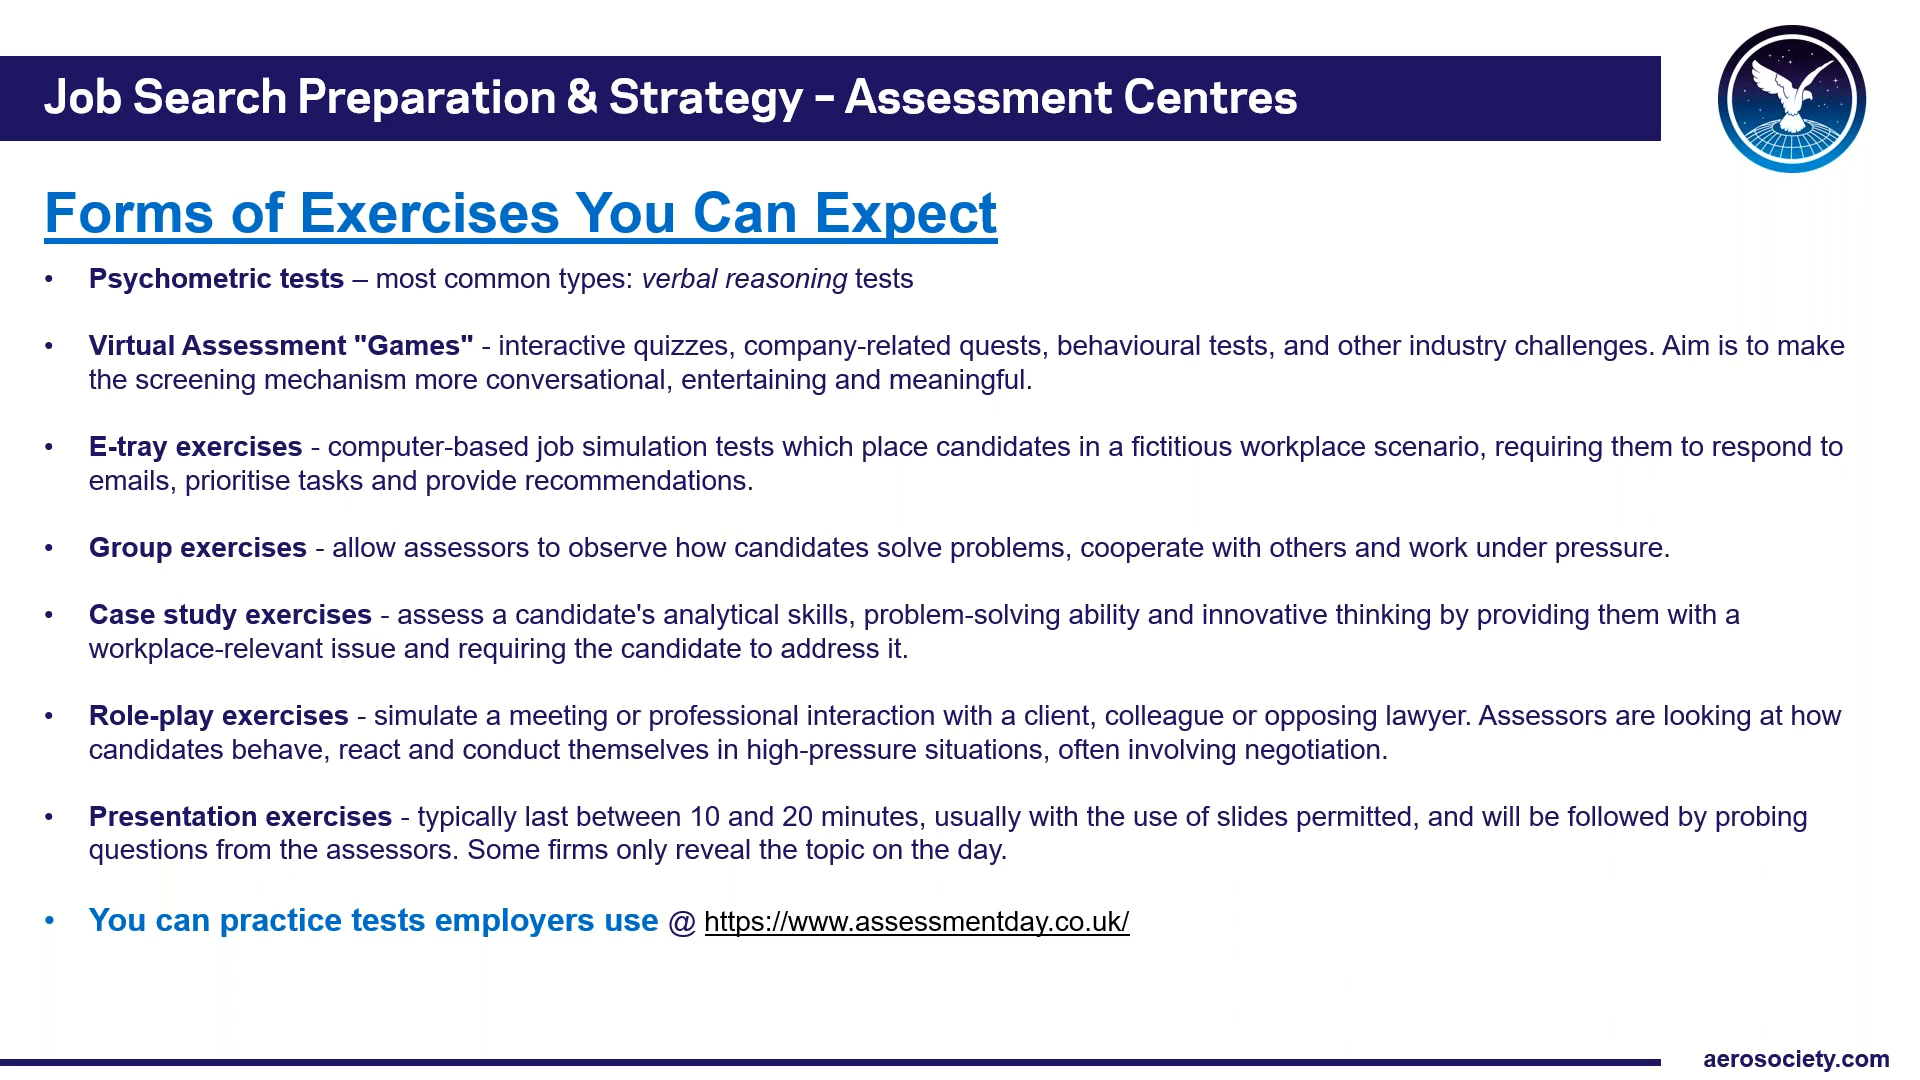 Job Search Preparation & Strategy – Assessment Centres
Forms of Exercises You Can Expect
• Psychometric tests – most common types: verbal reasoning tests
• Virtual Assessment "Games" - interactive quizzes, company-related quests, behavioural tests, and other industry challenges. Aim is to make
the screening mechanism more conversational, entertaining and meaningful.
• E-tray exercises - computer-based job simulation tests which place candidates in a fictitious workplace scenario, requiring them to respond to
emails, prioritise tasks and provide recommendations.
• Group exercises - allow assessors to observe how candidates solve problems, cooperate with others and work under pressure.
• Case study exercises - assess a candidate's analytical skills, problem-solving ability and innovative thinking by providing them with a
workplace-relevant issue and requiring the candidate to address it.
• Role-play exercises - simulate a meeting or professional interaction with a client, colleague or opposing lawyer. Assessors are looking at how
candidates behave, react and conduct themselves in high-pressure situations, often involving negotiation.
• Presentation exercises - typically last between 10 and 20 minutes, usually with the use of slides permitted, and will be followed by probing
questions from the assessors. Some firms only reveal the topic on the day.
• You can practice tests employers use @ https://www.assessmentday.co.uk/
aerosociety.com